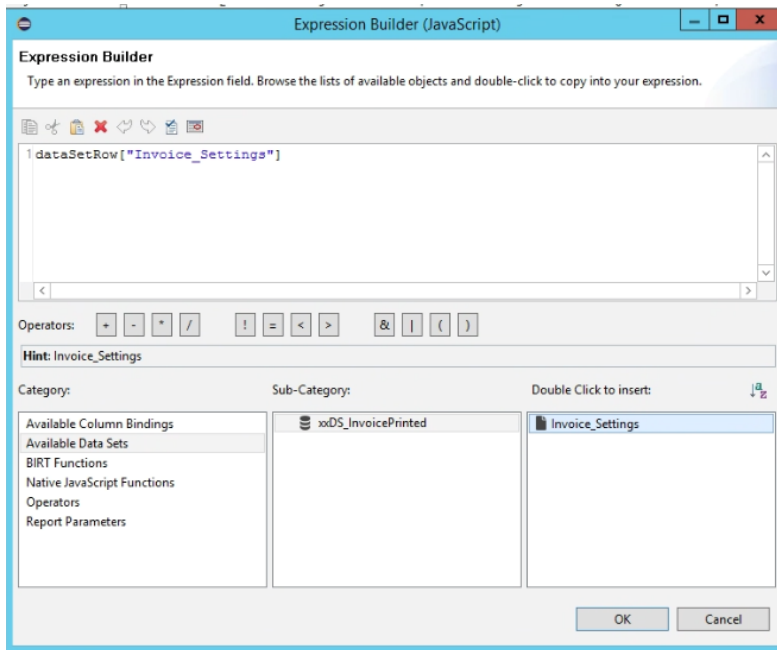 Expression Builder (JavaScript)
Expression Builder
Type an expression in the Expression field. Browse the lists of available objects and double-click to copy into your expression.
1 dataSetRow["Invoice_Settings"]
Operators: + - * / ! = < > & | ( )
Hint: Invoice_Settings
Category: Sub-Category: Double Click to insert:
Available Column Bindings xxDS_InvoicePrinted Invoice_Settings
Available Data Sets
BIRT Functions
Native JavaScript Functions
Operators
Report Parameters
OK Cancel